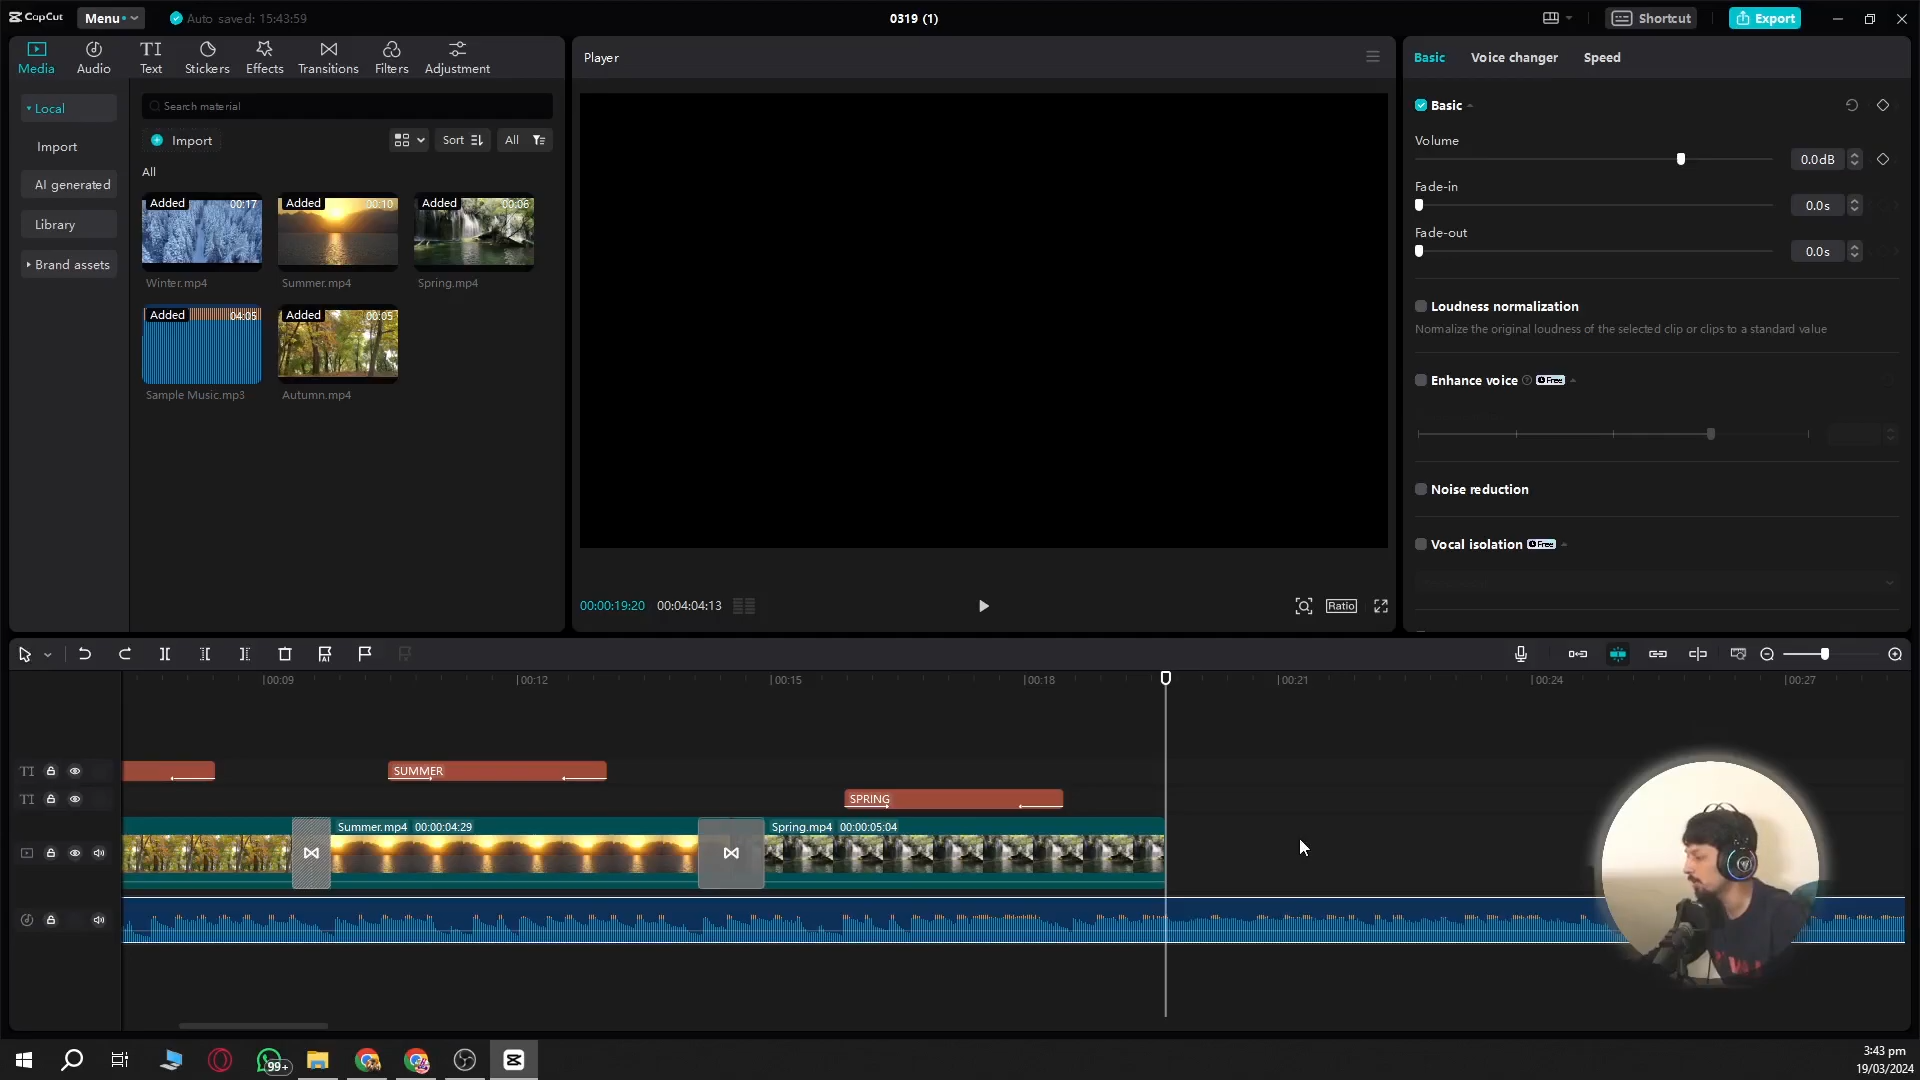 CapCut
Menu
Auto saved: 15:43:59
0319 (1)
Shortcut
Export
Media
Audio
Text
Stickers
Effects
Transitions
Filters
Adjustment
Local
Import
AI generated
Library
Brand assets
Search material
Import
Sort
All
All
Added 00:17
Winter.mp4
Added 00:10
Summer.mp4
Added 00:06
Spring.mp4
Added 04:05
Sample Music.mp3
Added 00:05
Autumn.mp4
Player
00:00:19:20 00:04:04:13
Ratio
Basic
Voice changer
Speed
Basic
Volume
0.0dB
Fade-in
0.0s
Fade-out
0.0s
Loudness normalization
Normalize the original loudness of the selected clip or clips to a standard value
Enhance voice
Free
Noise reduction
Vocal isolation
Free
00:09
00:12
00:15
00:18
00:21
00:24
00:27
SUMMER
SPRING
Summer.mp4 00:00:04:29
Spring.mp4 00:00:05:04
99+
3:43 pm
19/03/2024